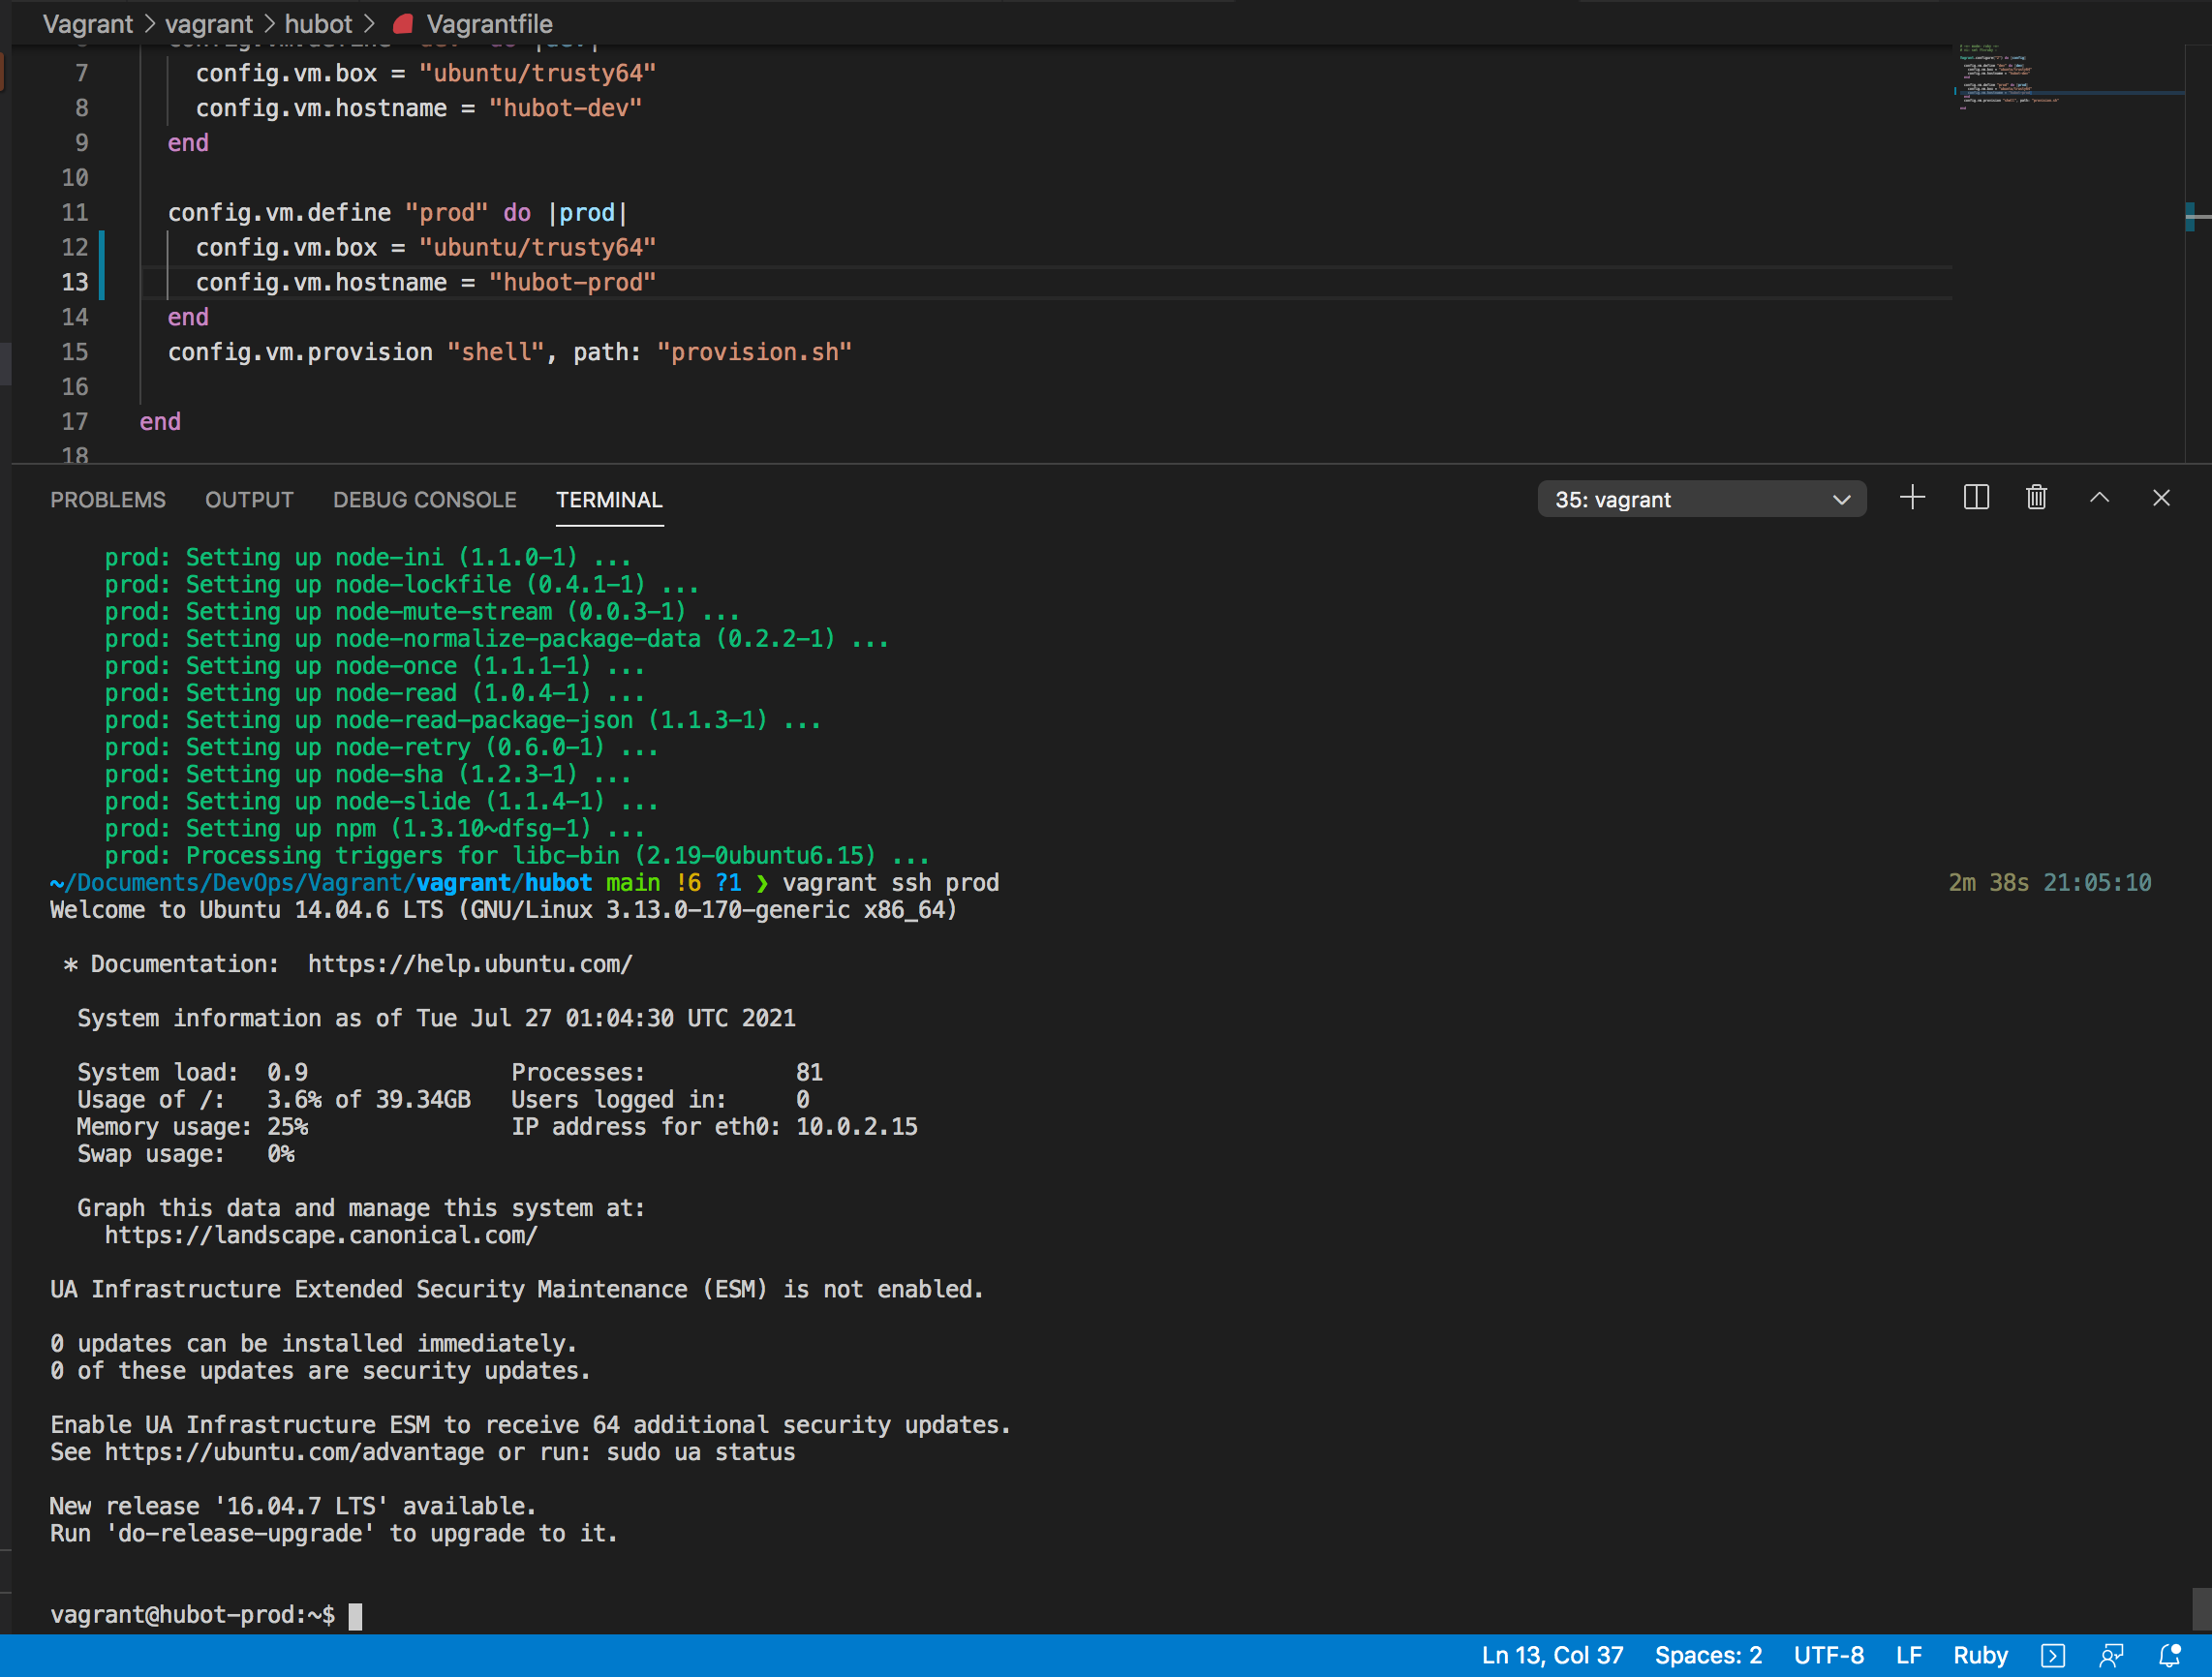 Vagrant > vagrant > hubot > Vagrantfile
7 config.vm.box = "ubuntu/trusty64"
8 config.vm.hostname = "hubot-dev"
9 end
10
11 config.vm.define "prod" do |prod|
12 config.vm.box = "ubuntu/trusty64"
13 config.vm.hostname = "hubot-prod"
14 end
15 config.vm.provision "shell", path: "provision.sh"
16
17 end
18
PROBLEMS OUTPUT DEBUG CONSOLE TERMINAL 35: vagrant
prod: Setting up node-ini (1.1.0-1) ...
prod: Setting up node-lockfile (0.4.1-1) ...
prod: Setting up node-mute-stream (0.0.3-1) ...
prod: Setting up node-normalize-package-data (0.2.2-1) ...
prod: Setting up node-once (1.1.1-1) ...
prod: Setting up node-read (1.0.4-1) ...
prod: Setting up node-read-package-json (1.1.3-1) ...
prod: Setting up node-retry (0.6.0-1) ...
prod: Setting up node-sha (1.2.3-1) ...
prod: Setting up node-slide (1.1.4-1) ...
prod: Setting up npm (1.3.10~dfsg-1) ...
prod: Processing triggers for libc-bin (2.19-0ubuntu6.15) ...
~/Documents/DevOps/Vagrant/vagrant/hubot main !6 ?1 ❯ vagrant ssh prod 2m 38s 21:05:10
Welcome to Ubuntu 14.04.6 LTS (GNU/Linux 3.13.0-170-generic x86_64)
* Documentation: https://help.ubuntu.com/
System information as of Tue Jul 27 01:04:30 UTC 2021
System load: 0.9 Processes: 81
Usage of /: 3.6% of 39.34GB Users logged in: 0
Memory usage: 25% IP address for eth0: 10.0.2.15
Swap usage: 0%
Graph this data and manage this system at:
https://landscape.canonical.com/
UA Infrastructure Extended Security Maintenance (ESM) is not enabled.
0 updates can be installed immediately.
0 of these updates are security updates.
Enable UA Infrastructure ESM to receive 64 additional security updates.
See https://ubuntu.com/advantage or run: sudo ua status
New release '16.04.7 LTS' available.
Run 'do-release-upgrade' to upgrade to it.
vagrant@hubot-prod:~$
Ln 13, Col 37 Spaces: 2 UTF-8 LF Ruby